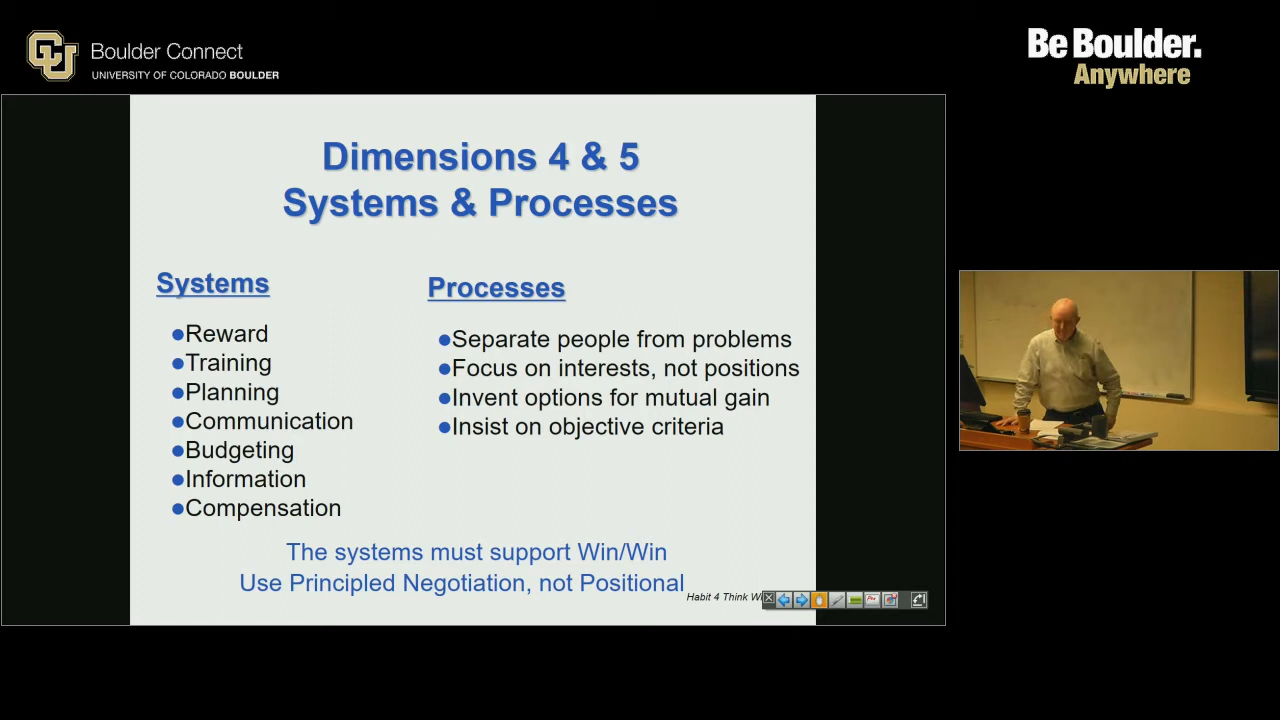 CU
Boulder Connect
UNIVERSITY OF COLORADO BOULDER
Be Boulder.
Anywhere
Dimensions 4 & 5
Systems & Processes
Systems
Reward
Training
Planning
Communication
Budgeting
Information
Compensation
Processes
Separate people from problems
Focus on interests, not positions
Invent options for mutual gain
Insist on objective criteria
The systems must support Win/Win
Use Principled Negotiation, not Positional
Habit 4 Think